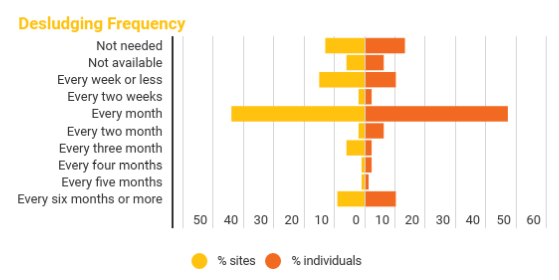 Desludging Frequency
Not needed
Not available
Every week or less
Every two weeks
Every month
Every two month
Every three month
Every four months
Every five months
Every six months or more
50 40 30 20 10 0 10 20 30 40 50 60
% sites % individuals